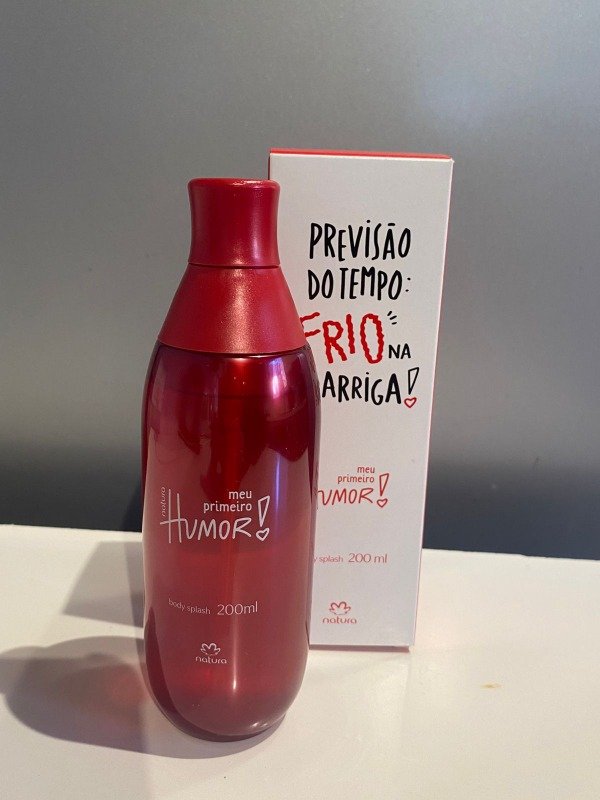 natura
meu
primeiro
HUMOR!
body splash 200ml
natura
PREVISÃO
DO TEMPO:
FRIO NA
ARRIGA!
meu
primeiro
HUMOR!
y splash 200 ml
natura